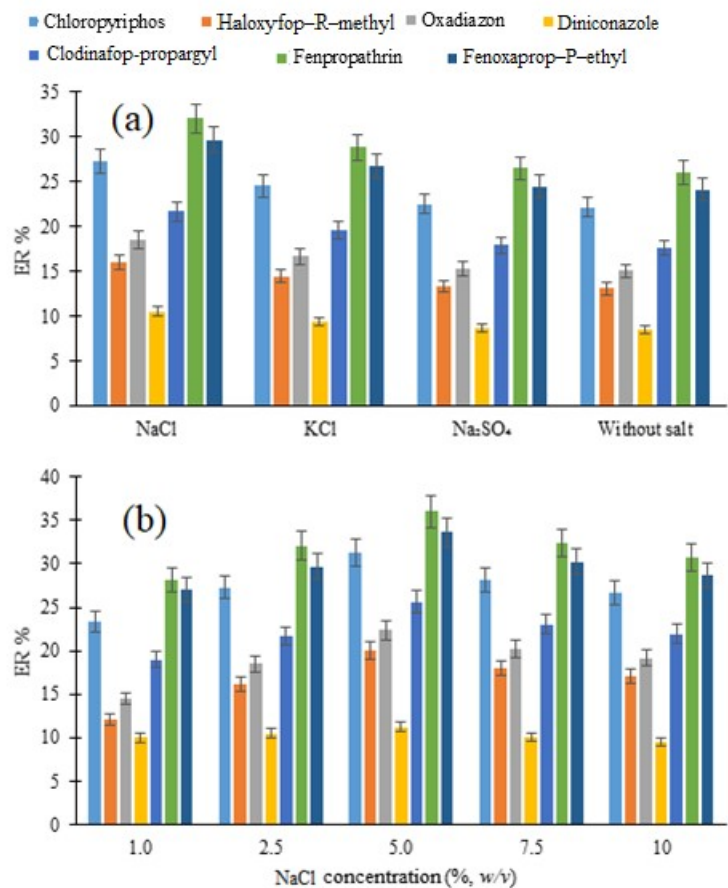 Chloropyriphos Haloxyfop–R–methyl Oxadiazon Diniconazole
Clodinafop-propargyl Fenpropathrin Fenoxaprop–P–ethyl
(a)
ER %
35
30
25
20
15
10
5
0
NaCl KCl Na₂SO₄ Without salt
(b)
ER %
40
35
30
25
20
15
10
5
0
1.0 2.5 5.0 7.5 10
NaCl concentration (%, w/v)